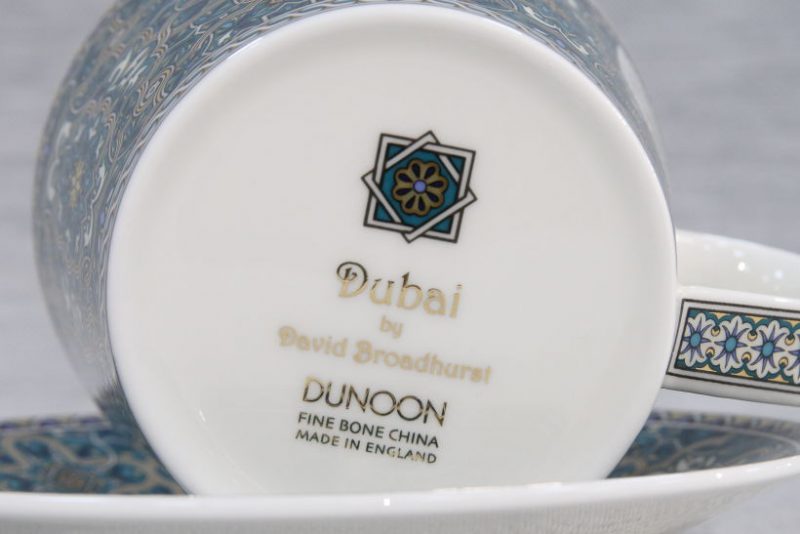 Dubai
by
David Broadhurst
DUNOON
FINE BONE CHINA
MADE IN ENGLAND